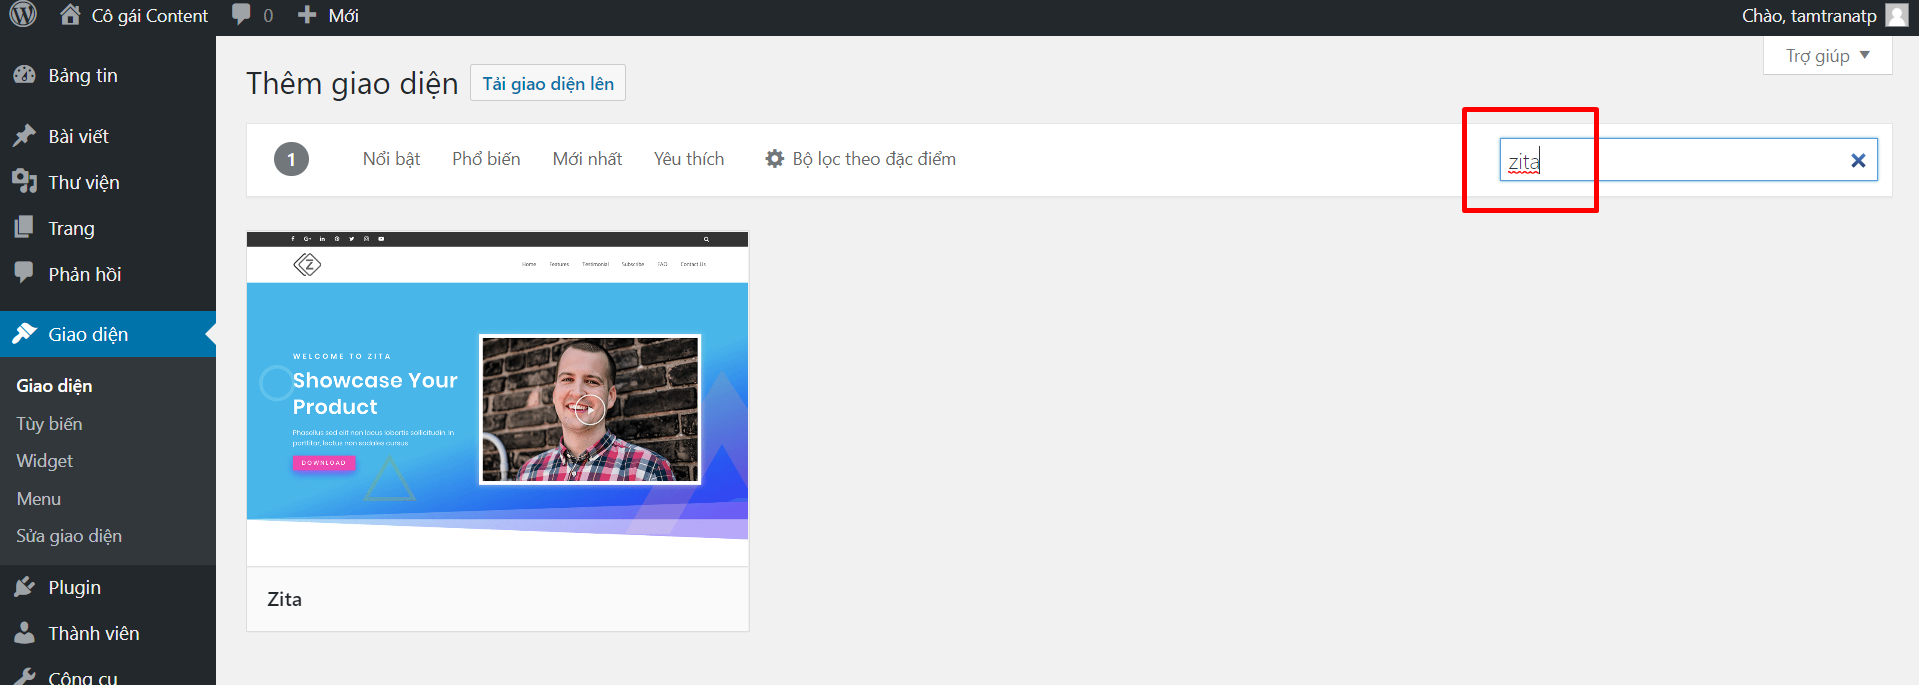 Cô gái Content 0 Mới Chào, tamtranatp
Trợ giúp
Bảng tin
Bài viết
Thư viện
Trang
Phản hồi
Giao diện
Giao diện
Tùy biến
Widget
Menu
Sửa giao diện
Plugin
Thành viên
Công cụ
Thêm giao diện Tải giao diện lên
1 Nổi bật Phổ biến Mới nhất Yêu thích Bộ lọc theo đặc điểm zita
Z Home Features Testimonial Subscribe FAQ Contact Us
WELCOME TO ZITA
Showcase Your
Product
Phasellus sed elit non lacus lobortis sollicitudin. In
porttitor, lectus non sodales cursus
DOWNLOAD
Zita